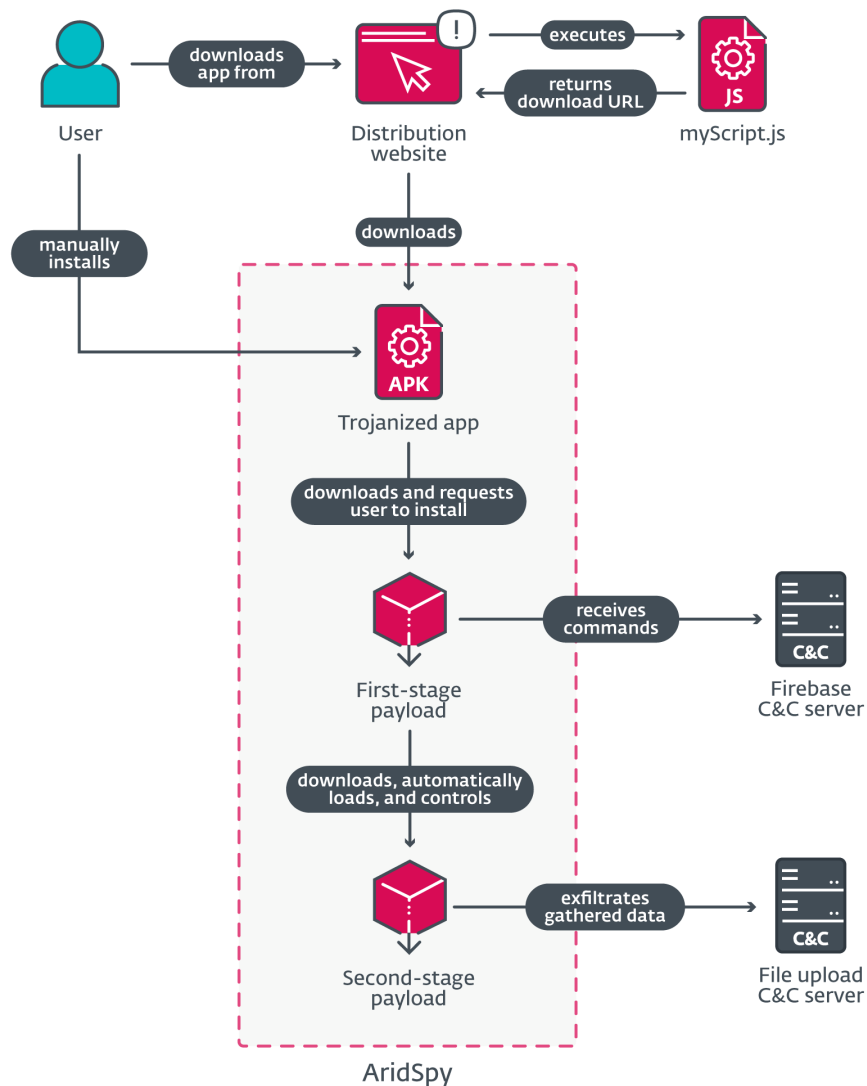 downloads
app from
!
executes
returns
download URL
JS
User
Distribution
website
myScript.js
manually
installs
downloads
APK
Trojanized app
downloads and requests
user to install
receives
commands
C&C
First-stage
payload
Firebase
C&C server
downloads, automatically
loads, and controls
exfiltrates
gathered data
C&C
Second-stage
payload
File upload
C&C server
AridSpy